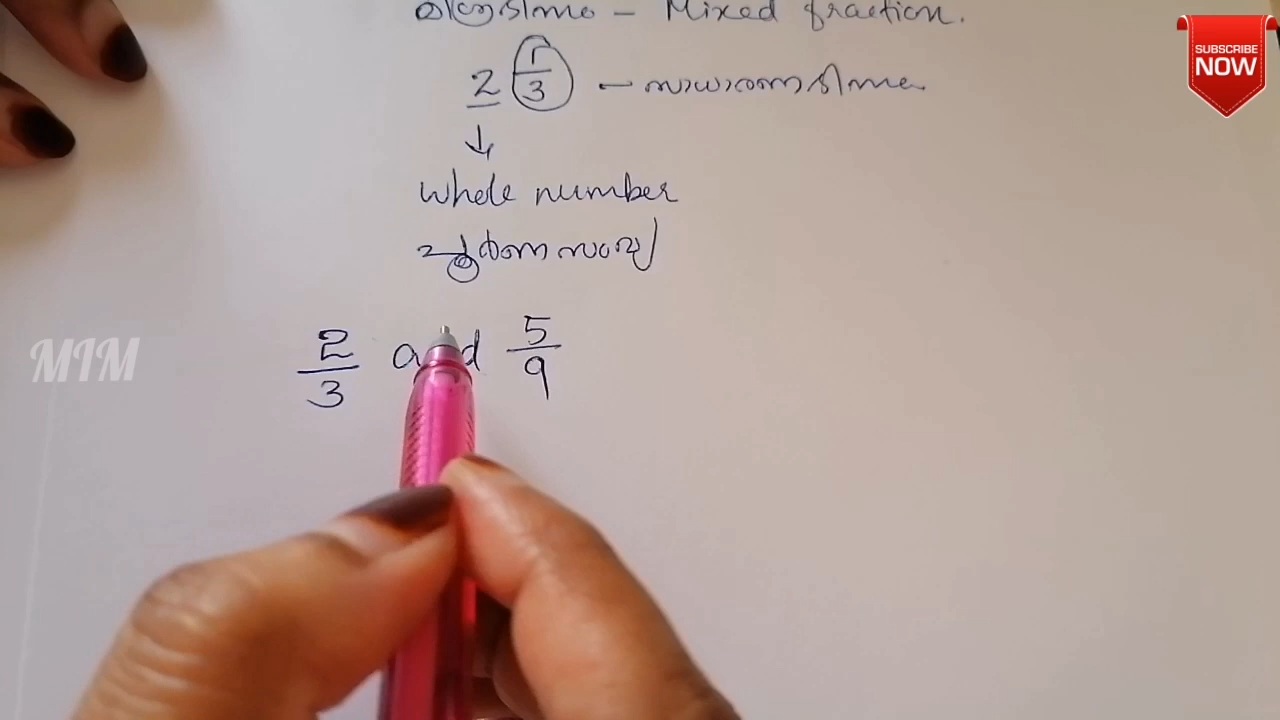 മിശ്രഭിന്നം – Mixed fraction.
2 1/3 – സാധാരണഭിന്നം
↓
Whole number
പൂർണസംഖ്യ
2/3 and 5/9
MIM
SUBSCRIBE
NOW